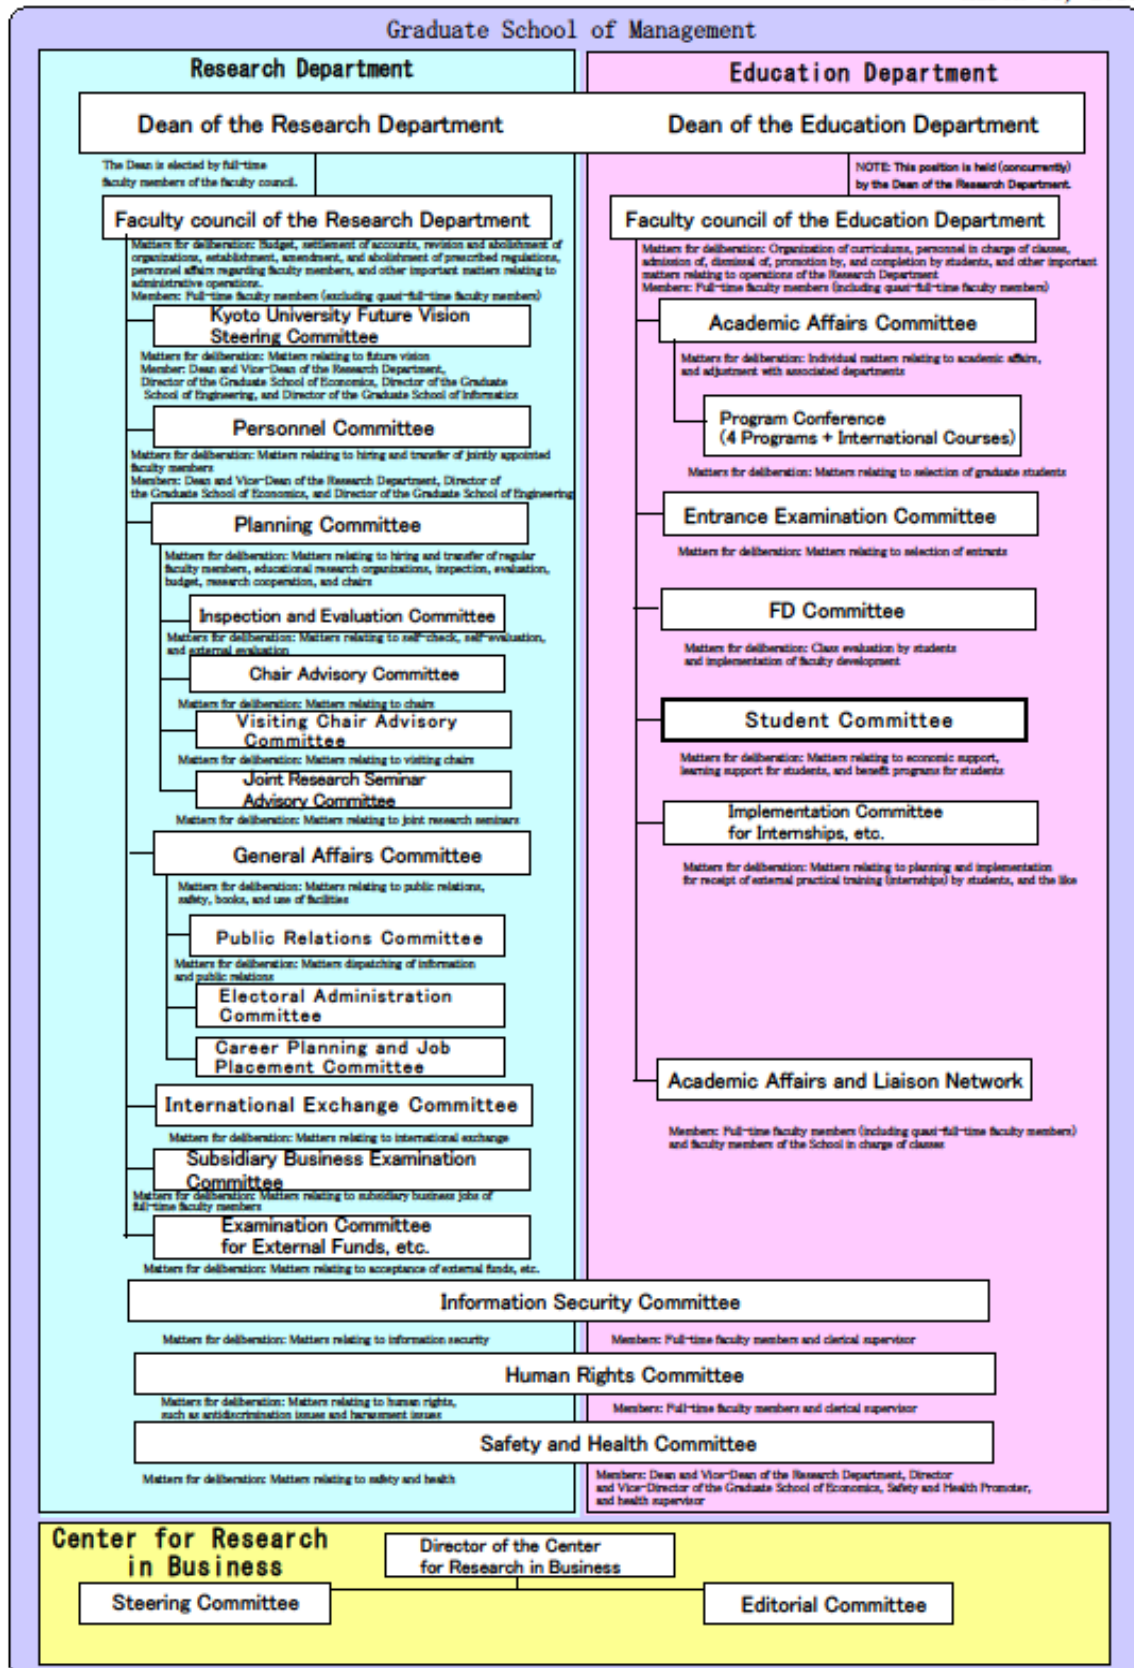 Graduate School of Management
Research Department
Education Department
Dean of the Research Department
Dean of the Education Department
The Dean is elected by full-time
faculty members of the faculty council.
NOTE: This position is held (concurrently)
by the Dean of the Research Department.
Faculty council of the Research Department
Matters for deliberation: Budget, settlement of accounts, revision and abolishment of
organizations, establishment, amendment, and abolishment of prescribed regulations,
personnel affairs regarding faculty members, and other important matters relating to
administrative operations.
Members: Full-time faculty members (excluding quasi-full-time faculty members)
Kyoto University Future Vision
Steering Committee
Matters for deliberation: Matters relating to future vision
Member: Dean and Vice-Dean of the Research Department,
Director of the Graduate School of Economics, Director of the Graduate
School of Engineering, and Director of the Graduate School of Informatics
Personnel Committee
Matters for deliberation: Matters relating to hiring and transfer of jointly appointed
faculty members
Members: Dean and Vice-Dean of the Research Department, Director of
the Graduate School of Economics, and Director of the Graduate School of Engineering
Planning Committee
Matters for deliberation: Matters relating to hiring and transfer of regular
faculty members, educational research organizations, inspection, evaluation,
budget, research cooperation, and chairs
Inspection and Evaluation Committee
Matters for deliberation: Matters relating to self-check, self-evaluation,
and external evaluation
Chair Advisory Committee
Matters for deliberation: Matters relating to chairs
Visiting Chair Advisory
Committee
Matters for deliberation: Matters relating to visiting chairs
Joint Research Seminar
Advisory Committee
Matters for deliberation: Matters relating to joint research seminars
General Affairs Committee
Matters for deliberation: Matters relating to public relations,
safety, books, and use of facilities
Public Relations Committee
Matters for deliberation: Matters dispatching of information
and public relations
Electoral Administration
Committee
Career Planning and Job
Placement Committee
International Exchange Committee
Matters for deliberation: Matters relating to international exchange
Subsidiary Business Examination
Committee
Matters for deliberation: Matters relating to subsidiary business jobs of
full-time faculty members
Examination Committee
for External Funds, etc.
Matters for deliberation: Matters relating to acceptance of external funds, etc.
Faculty council of the Education Department
Matters for deliberation: Organization of curriculums, personnel in charge of classes,
admission of, dismissal of, promotion by, and completion by students, and other important
matters relating to operations of the Research Department
Members: Full-time faculty members (including quasi-full-time faculty members)
Academic Affairs Committee
Matters for deliberation: Individual matters relating to academic affairs,
and adjustment with associated departments
Program Conference
(4 Programs + International Courses)
Matters for deliberation: Matters relating to selection of graduate students
Entrance Examination Committee
Matters for deliberation: Matters relating to selection of entrants
FD Committee
Matters for deliberation: Class evaluation by students
and implementation of faculty development
Student Committee
Matters for deliberation: Matters relating to economic support,
learning support for students, and benefit programs for students
Implementation Committee
for Internships, etc.
Matters for deliberation: Matters relating to planning and implementation
for receipt of external practical training (internships) by students, and the like
Academic Affairs and Liaison Network
Members: Full-time faculty members (including quasi-full-time faculty members)
and faculty members of the School in charge of classes
Information Security Committee
Matters for deliberation: Matters relating to information security
Members: Full-time faculty members and clerical supervisor
Human Rights Committee
Matters for deliberation: Matters relating to human rights,
such as antidiscrimination issues and harassment issues
Members: Full-time faculty members and clerical supervisor
Safety and Health Committee
Matters for deliberation: Matters relating to safety and health
Members: Dean and Vice-Dean of the Research Department, Director
and Vice-Director of the Graduate School of Economics, Safety and Health Promoter,
and health supervisor
Center for Research
in Business
Director of the Center
for Research in Business
Steering Committee
Editorial Committee